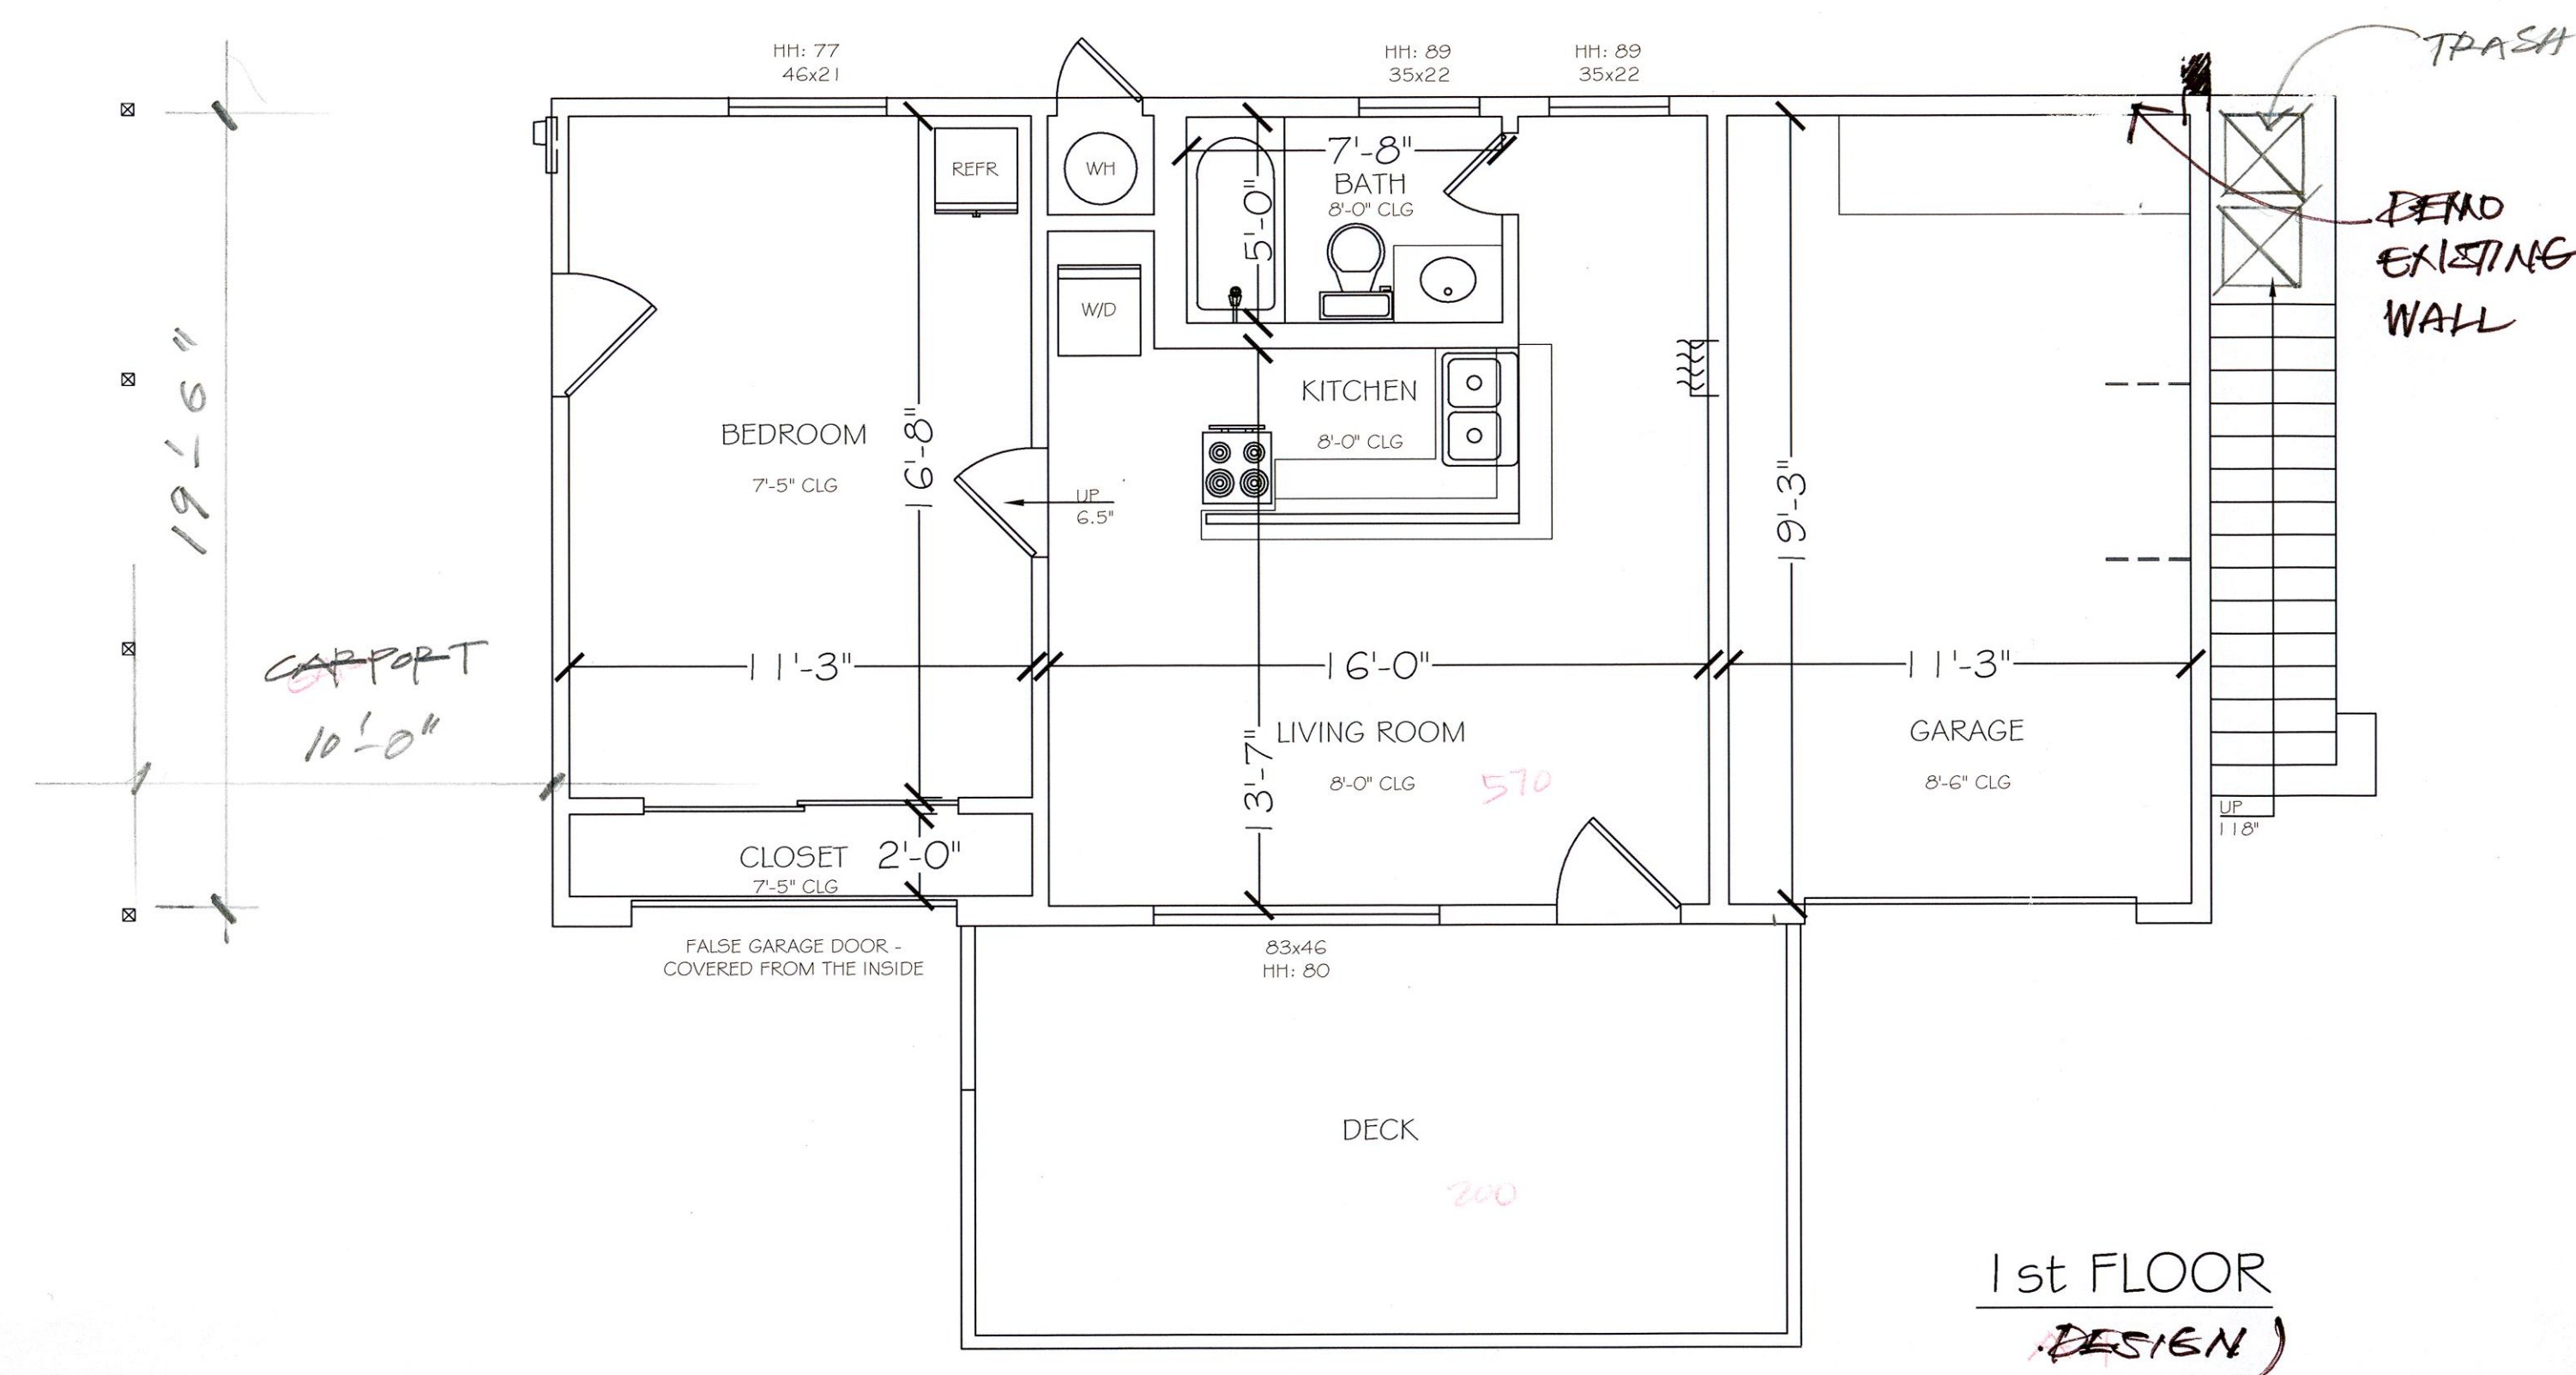 HH: 77
46x21
HH: 89
35x22
HH: 89
35x22
TRASH
REFR
WH
7'-8"
BATH
8'-0" CLG
5'-0"
DEMO
EXISTING
WALL
W/D
19'-6"
KITCHEN
8'-0" CLG
BEDROOM
7'-5" CLG
16'-8"
UP
6.5"
19'-3"
CARPORT
10'-0"
11'-3"
16'-0"
11'-3"
LIVING ROOM
8'-0" CLG
570
13'-7"
GARAGE
8'-6" CLG
UP
118"
CLOSET 2'-0"
7'-5" CLG
FALSE GARAGE DOOR -
COVERED FROM THE INSIDE
83x46
HH: 80
DECK
200
1st FLOOR
DESIGN)